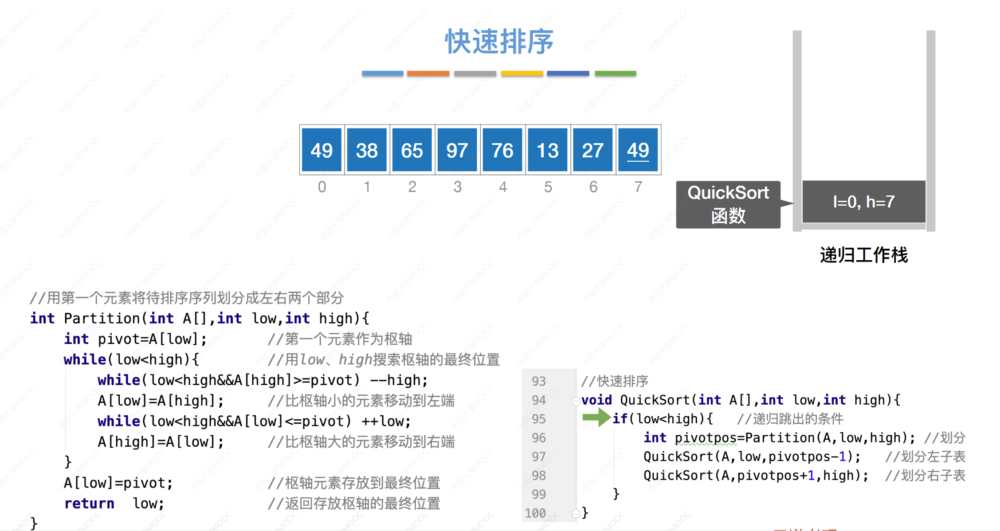 快速排序
49 38 65 97 76 13 27 49
0 1 2 3 4 5 6 7
QuickSort
函数
l=0, h=7
递归工作栈
//用第一个元素将待排序序列划分成左右两个部分
int Partition(int A[],int low,int high){
int pivot=A[low]; //第一个元素作为枢轴
while(low<high){ //用low、high搜索枢轴的最终位置
while(low<high&&A[high]>=pivot) --high;
A[low]=A[high]; //比枢轴小的元素移动到左端
while(low<high&&A[low]<=pivot) ++low;
A[high]=A[low]; //比枢轴大的元素移动到右端
}
A[low]=pivot; //枢轴元素存放到最终位置
return low; //返回存放枢轴的最终位置
}
93 //快速排序
94 void QuickSort(int A[],int low,int high){
95 if(low<high){ //递归跳出的条件
96 int pivotpos=Partition(A,low,high); //划分
97 QuickSort(A,low,pivotpos-1); //划分左子表
98 QuickSort(A,pivotpos+1,high); //划分右子表
99 }
100 }
中国大学MOOC